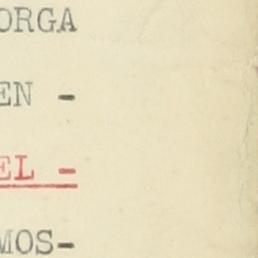 ORGA
EN -
EL -
MOS-